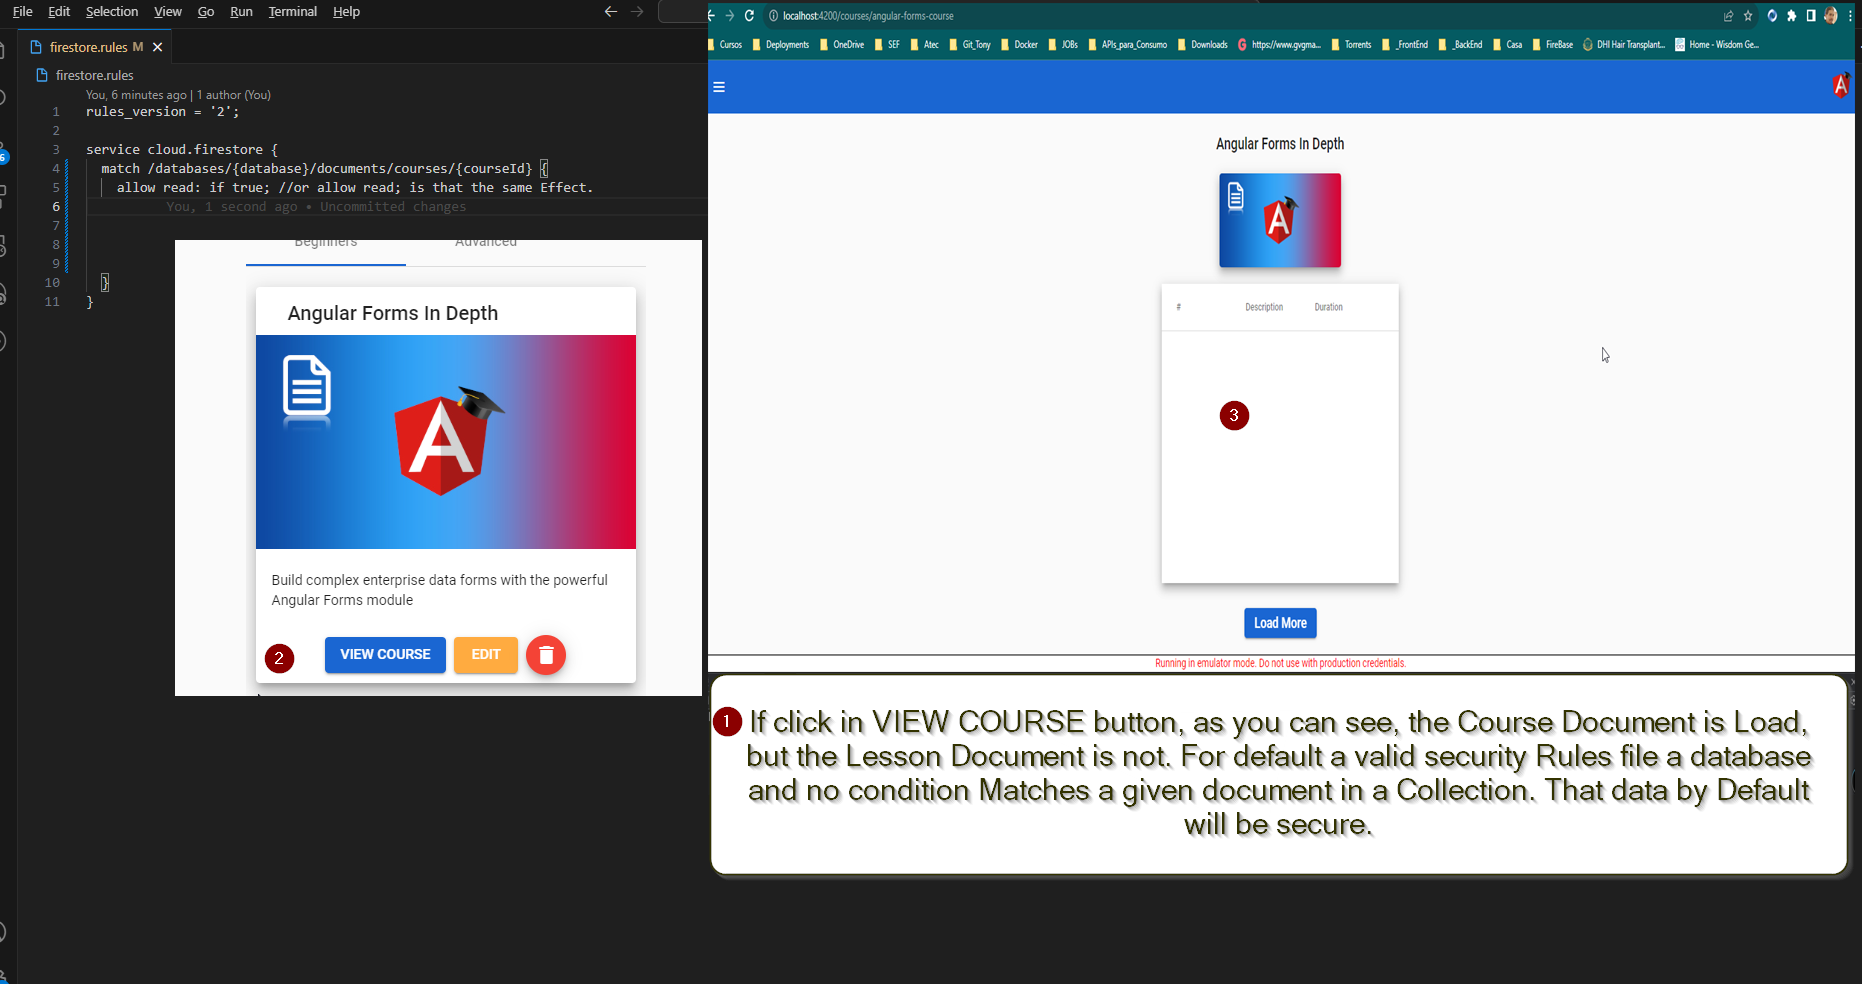 File Edit Selection View Go Run Terminal Help
firestore.rules M
firestore.rules
You, 6 minutes ago | 1 author (You)
1 rules_version = '2';
2
3 service cloud.firestore {
4 match /databases/{database}/documents/courses/{courseId} {
5 allow read: if true; //or allow read; is that the same Effect.
6 You, 1 second ago • Uncommitted changes
7
8
9
10 }
11 }
Beginners Advanced
Angular Forms In Depth
A
Build complex enterprise data forms with the powerful
Angular Forms module
2 VIEW COURSE EDIT
localhost:4200/courses/angular-forms-course
Cursos Deployments OneDrive SEF Atec Git_Tony Docker JOBs APIs_para_Consumo Downloads https://www.gvgma... Torrents _FrontEnd _BackEnd Casa FireBase DHI Hair Transplant... Home - Wisdom Ge...
A
Angular Forms In Depth
A
# Description Duration
3
Load More
Running in emulator mode. Do not use with production credentials.
1 If click in VIEW COURSE button, as you can see, the Course Document is Load,
but the Lesson Document is not. For default a valid security Rules file a database
and no condition Matches a given document in a Collection. That data by Default
will be secure.